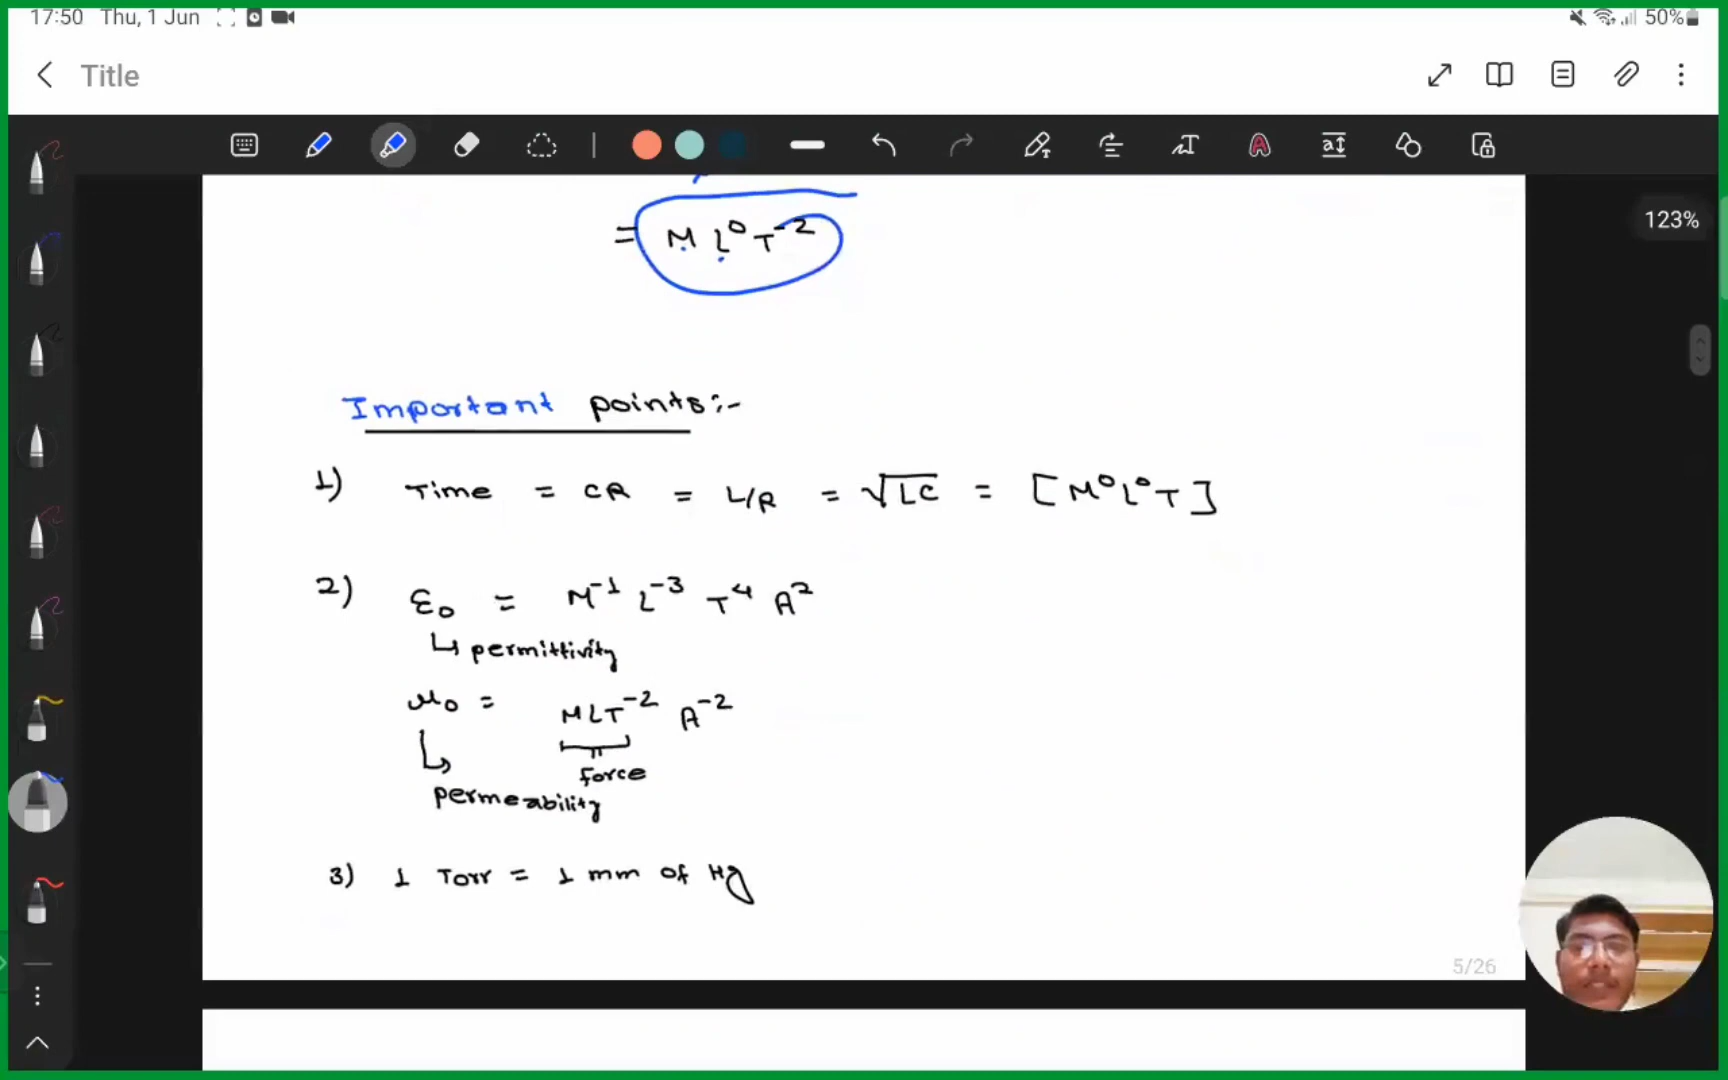 17:50 Thu, 1 Jun 50%
Title
123%
= M L⁰ T⁻²
Important points:-
1) Time = CR = L/R = √LC = [M⁰L⁰T]
2) ε₀ = M⁻¹ L⁻³ T⁴ A²
↳ permittivity
μ₀ = MLT⁻² A⁻²
force
↳ permeability
3) 1 Torr = 1 mm of Hg
5/26